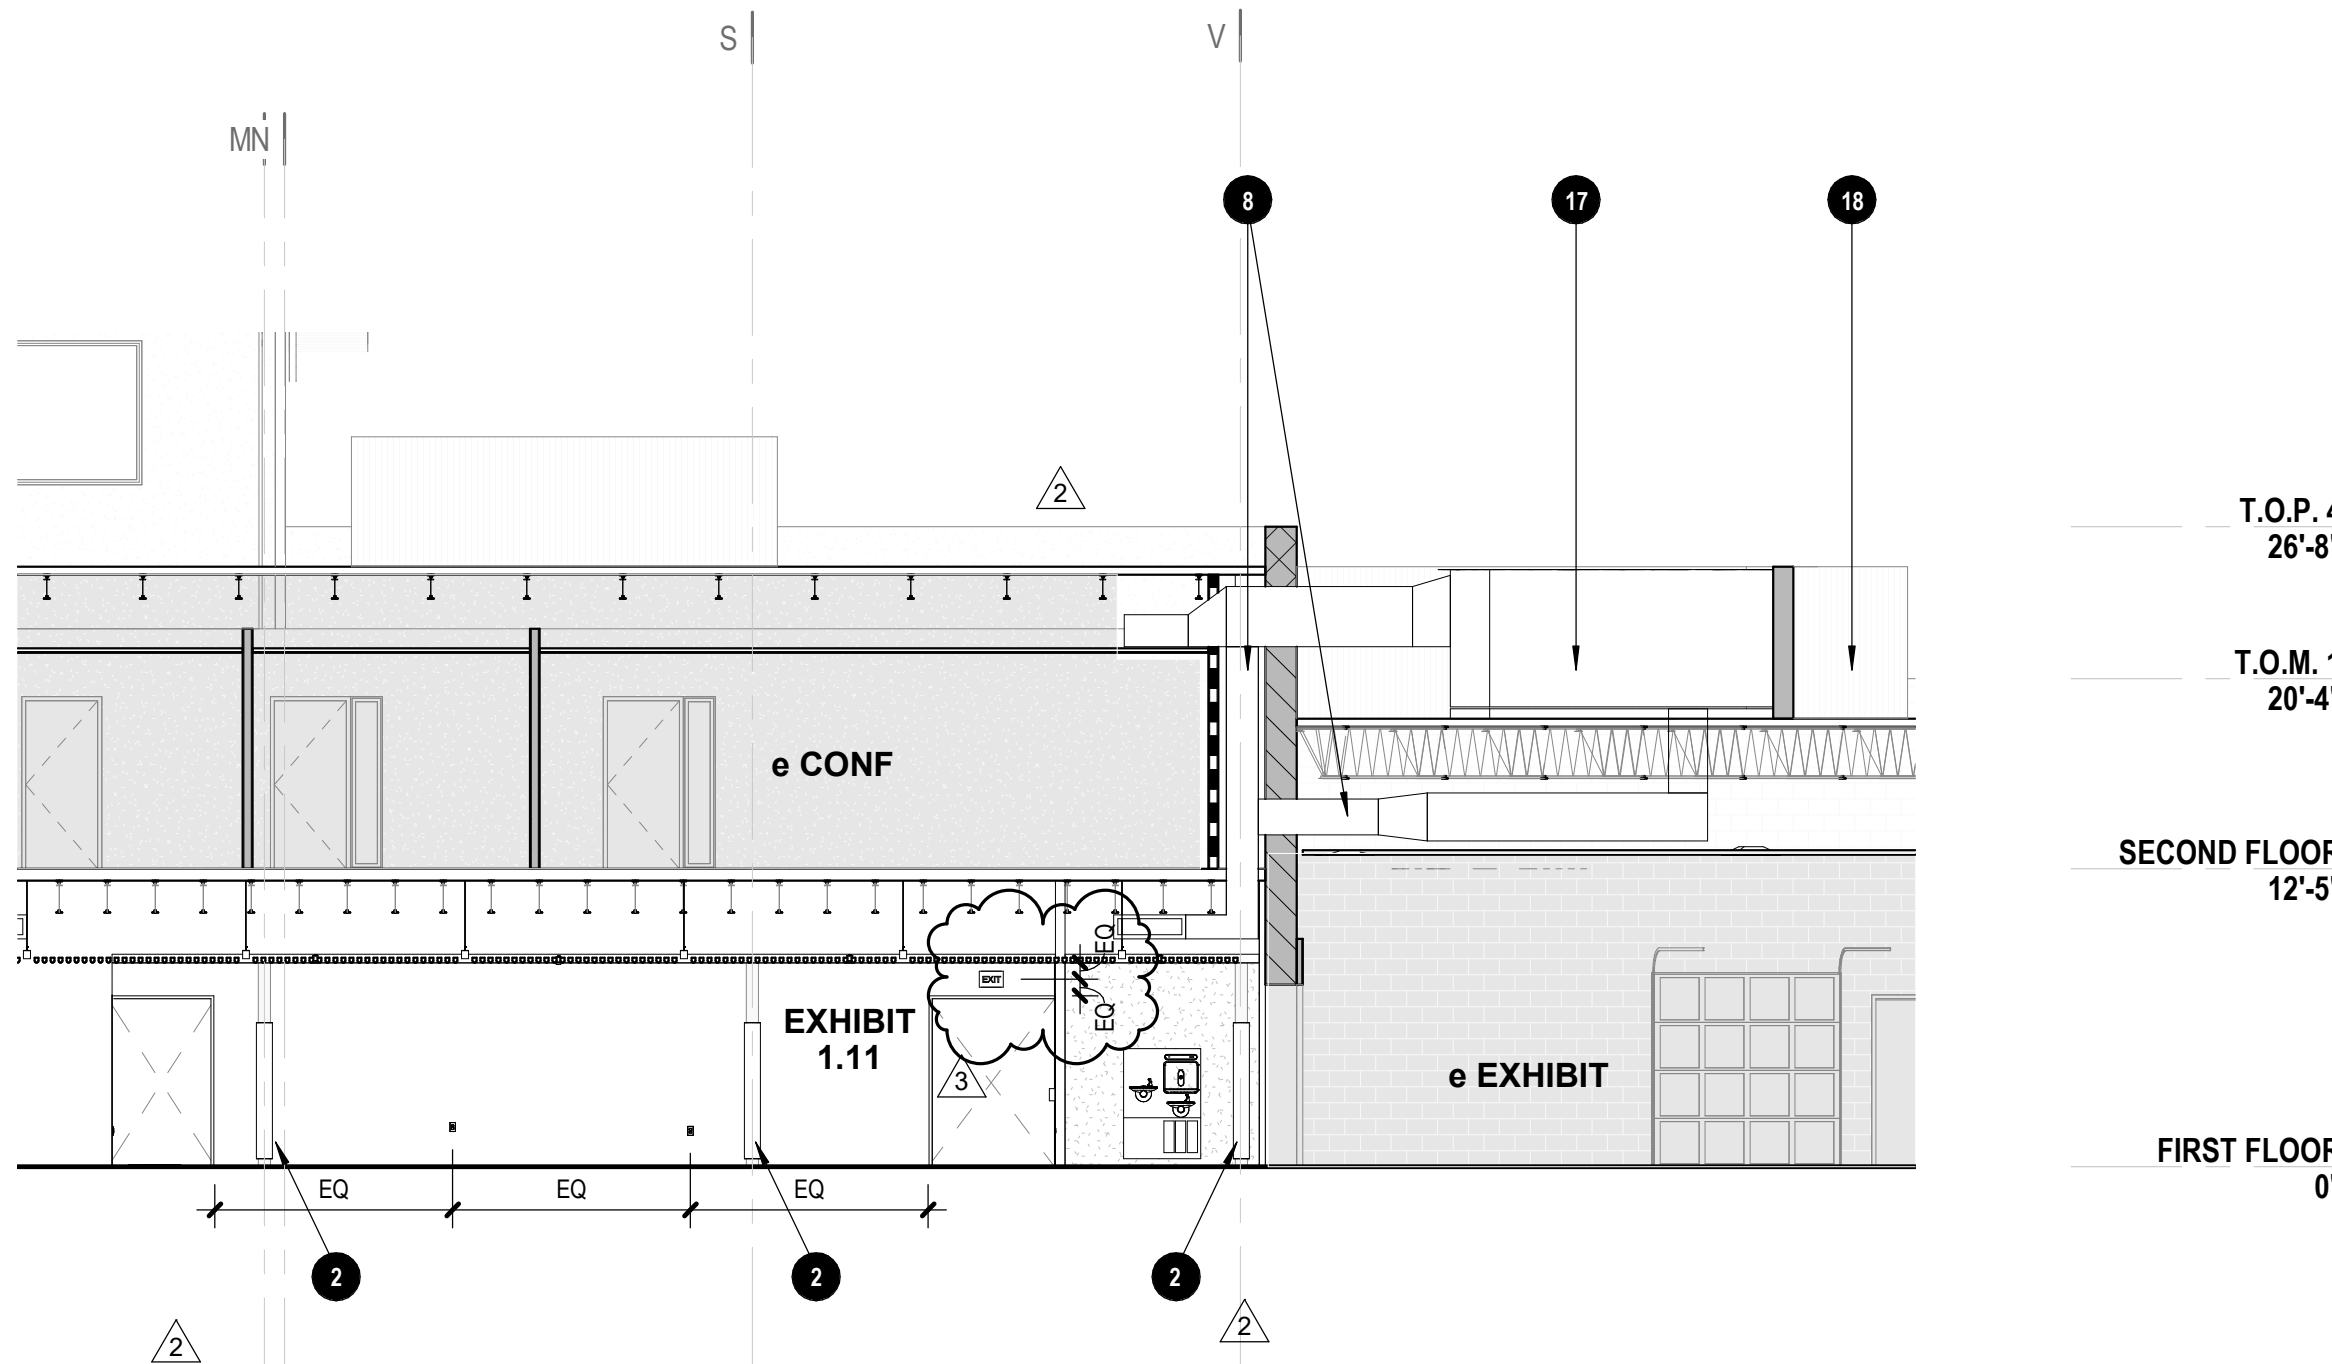 S
V
MN
8
17
18
2
T.O.P. 4
26'-8"
T.O.M. 1
20'-4"
e CONF
SECOND FLOOR
12'-5"
EQ
EXIT
EQ
EXHIBIT
1.11
3
e EXHIBIT
FIRST FLOOR
0'
EQ
EQ
EQ
2
2
2
2
2